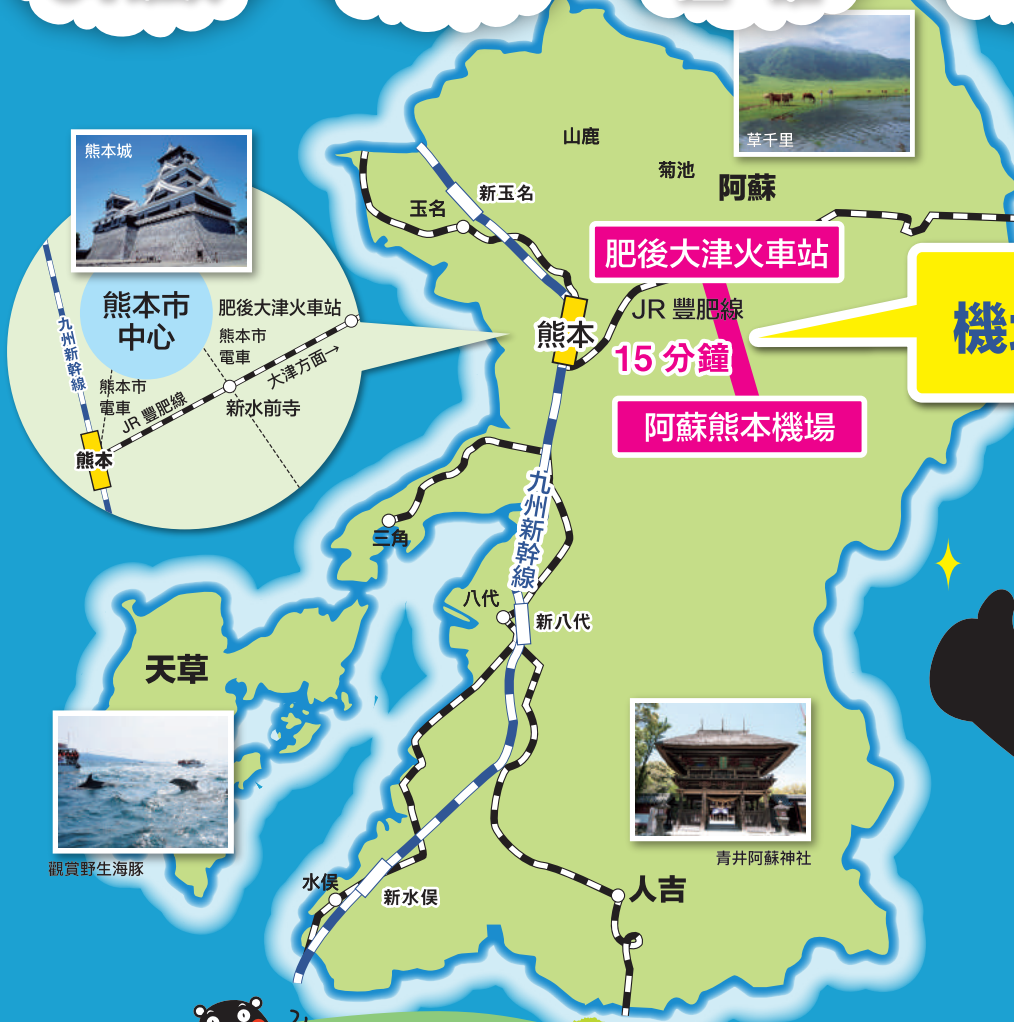 草千里
山鹿
熊本城
菊池
阿蘇
新玉名
玉名
肥後大津火車站
JR 豐肥線
熊本
15 分鐘
阿蘇熊本機場
熊本市
中心
肥後大津火車站
九州新幹線
熊本市
電車
大津方面→
熊本市
電車
JR 豐肥線
新水前寺
熊本
九州新幹線
三角
八代
新八代
天草
觀賞野生海豚
青井阿蘇神社
水俣
新水俣
人吉